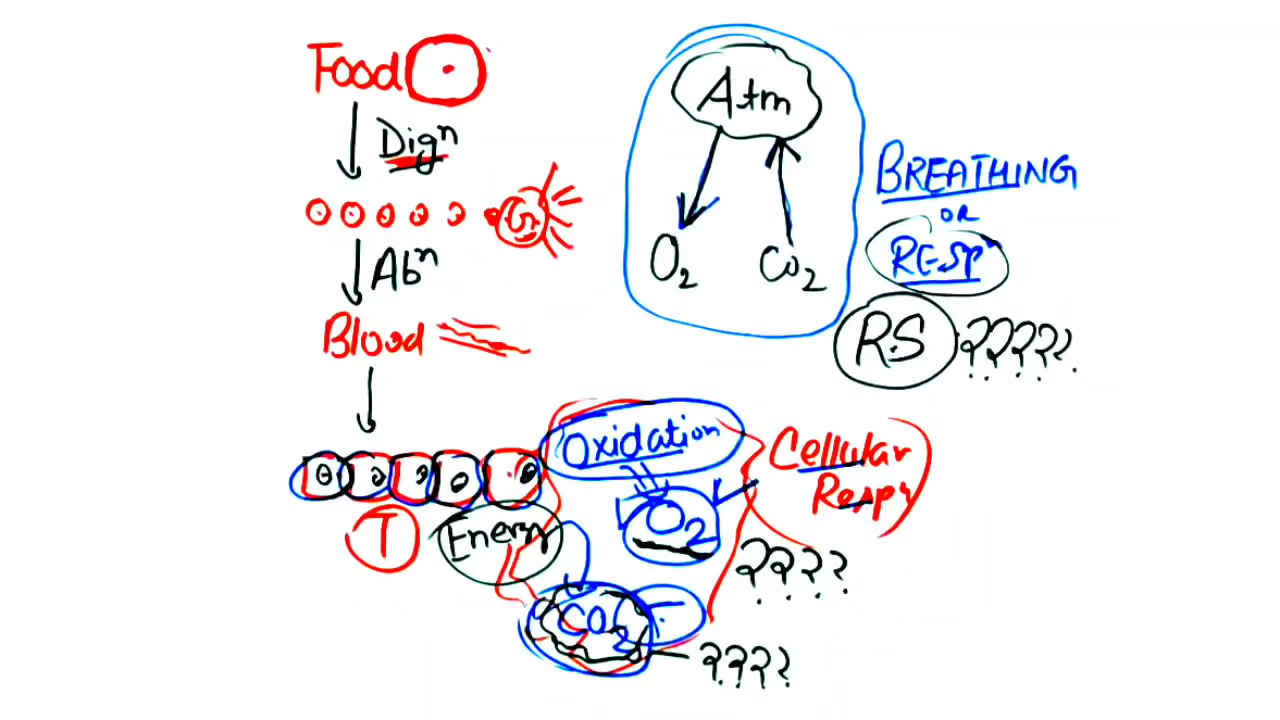 Food
Digⁿ
G
Abⁿ
Blood
T
Energy
Oxidation
O₂
CO₂
Cellular
Respⁿ
????
????
Atm
O₂
CO₂
BREATHING
OR
RESPⁿ
RS ?????